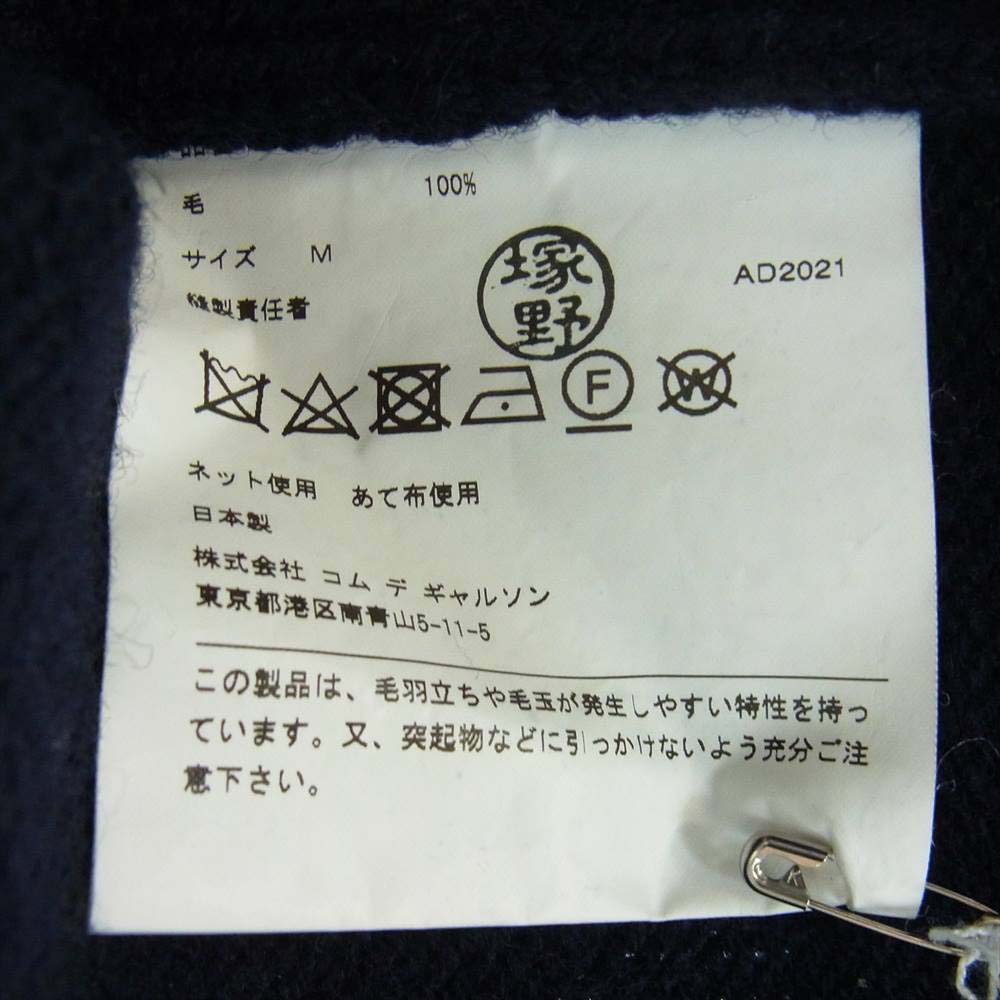 毛 100%
サイズ M
AD2021
縫製責任者
塚野
F
W
ネット使用 あて布使用
日本製
株式会社 コム デ ギャルソン
東京都港区南青山5-11-5
この製品は、毛羽立ちや毛玉が発生しやすい特性を持っ
ています。又、突起物などに引っかけないよう充分ご注
意下さい。